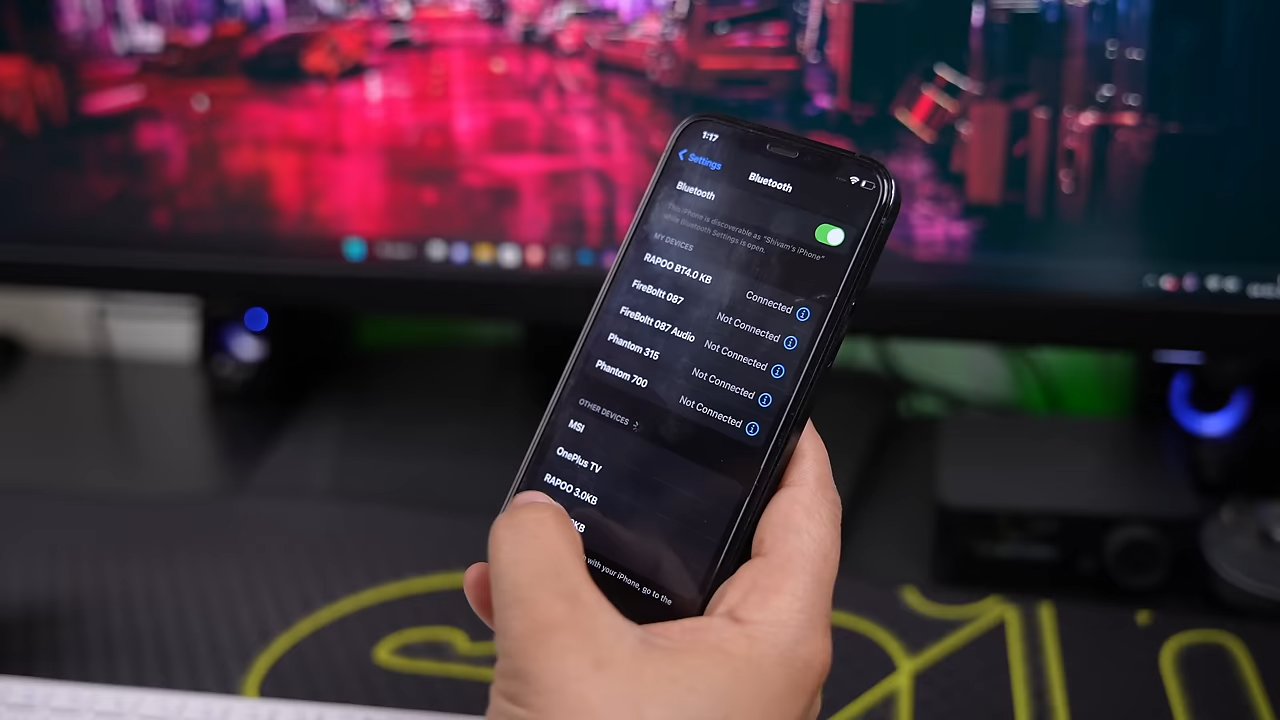 1:17
Settings
Bluetooth
Bluetooth
This iPhone is discoverable as "Shivam's iPhone"
while Bluetooth Settings is open.
MY DEVICES
RAPOO BT4.0 KB Connected
FireBoltt 087 Not Connected
FireBoltt 087 Audio Not Connected
Phantom 315 Not Connected
Phantom 700 Not Connected
OTHER DEVICES
MSI
OnePlus TV
RAPOO 3.0KB
with your iPhone, go to the